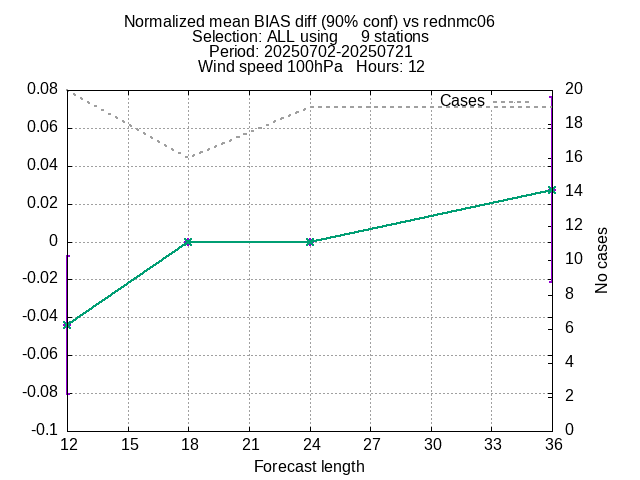 Normalized mean BIAS diff (90% conf) vs rednmc06
Selection: ALL using     9 stations
Period: 20250702-20250721
Wind speed 100hPa   Hours: 12
Cases
0.08
0.06
0.04
0.02
0
-0.02
-0.04
-0.06
-0.08
-0.1
20
18
16
14
12
10
8
6
4
2
0
No cases
12 15 18 21 24 27 30 33 36
Forecast length